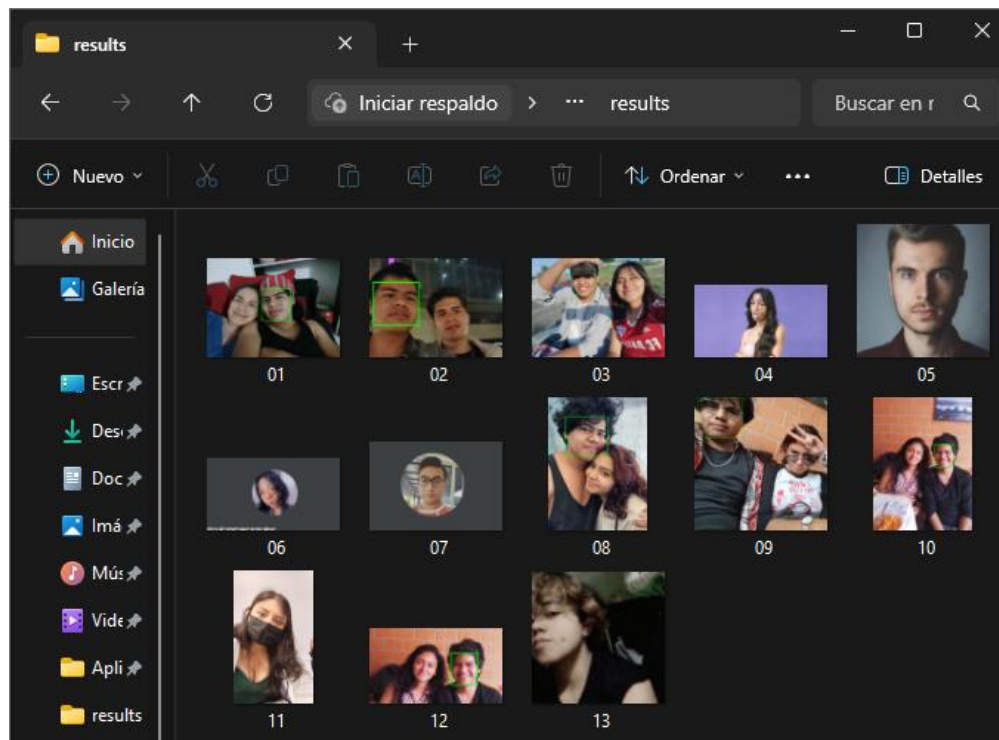 results
Iniciar respaldo > ... results
Buscar en r
Nuevo
Ordenar
Detalles
Inicio
Galería
Escr
Des
Doc
Imá
Mús
Vide
Apli
results
01 02 03 04 05
06 07 08 09 10
11 12 13